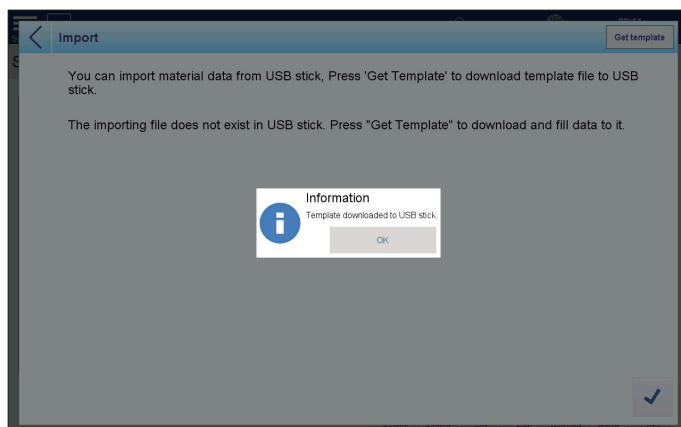 Import
Get template
You can import material data from USB stick, Press 'Get Template' to download template file to USB
stick.
The importing file does not exist in USB stick. Press "Get Template" to download and fill data to it.
Information
Template downloaded to USB stick.
OK